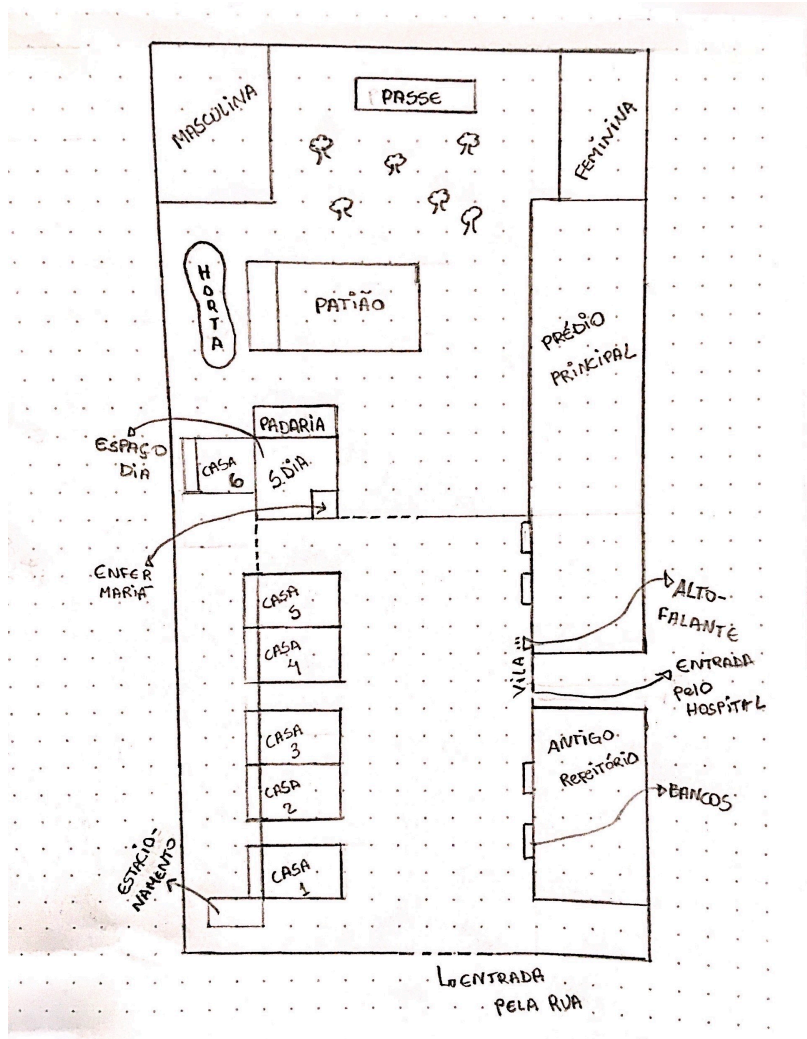 MASCULINA
PASSE
FEMININA
HORTA
PATIÃO
PRÉDIO
PRINCIPAL
PADARIA
ESPAÇO
DIA
CASA
6
S.DIA
ENFER
MARIA
CASA
5
CASA
4
ALTO-
FALANTE
VILA...
ENTRADA
PELO
HOSPITAL
CASA
3
ANTIGO
REFEITÓRIO
CASA
2
BANCOS
ESTACIO-
NAMENTO
CASA
1
ENTRADA
PELA RUA